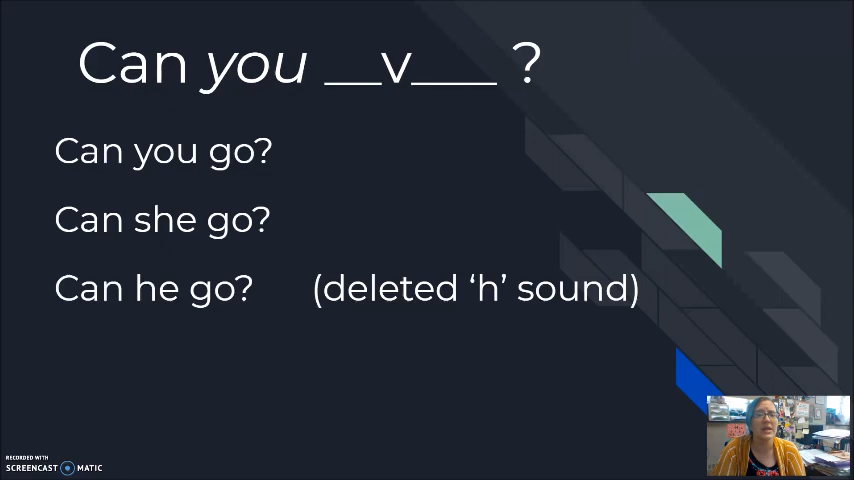 Can you __v___ ?
Can you go?
Can she go?
Can he go? (deleted ‘h’ sound)
RECORDED WITH
SCREENCAST MATIC